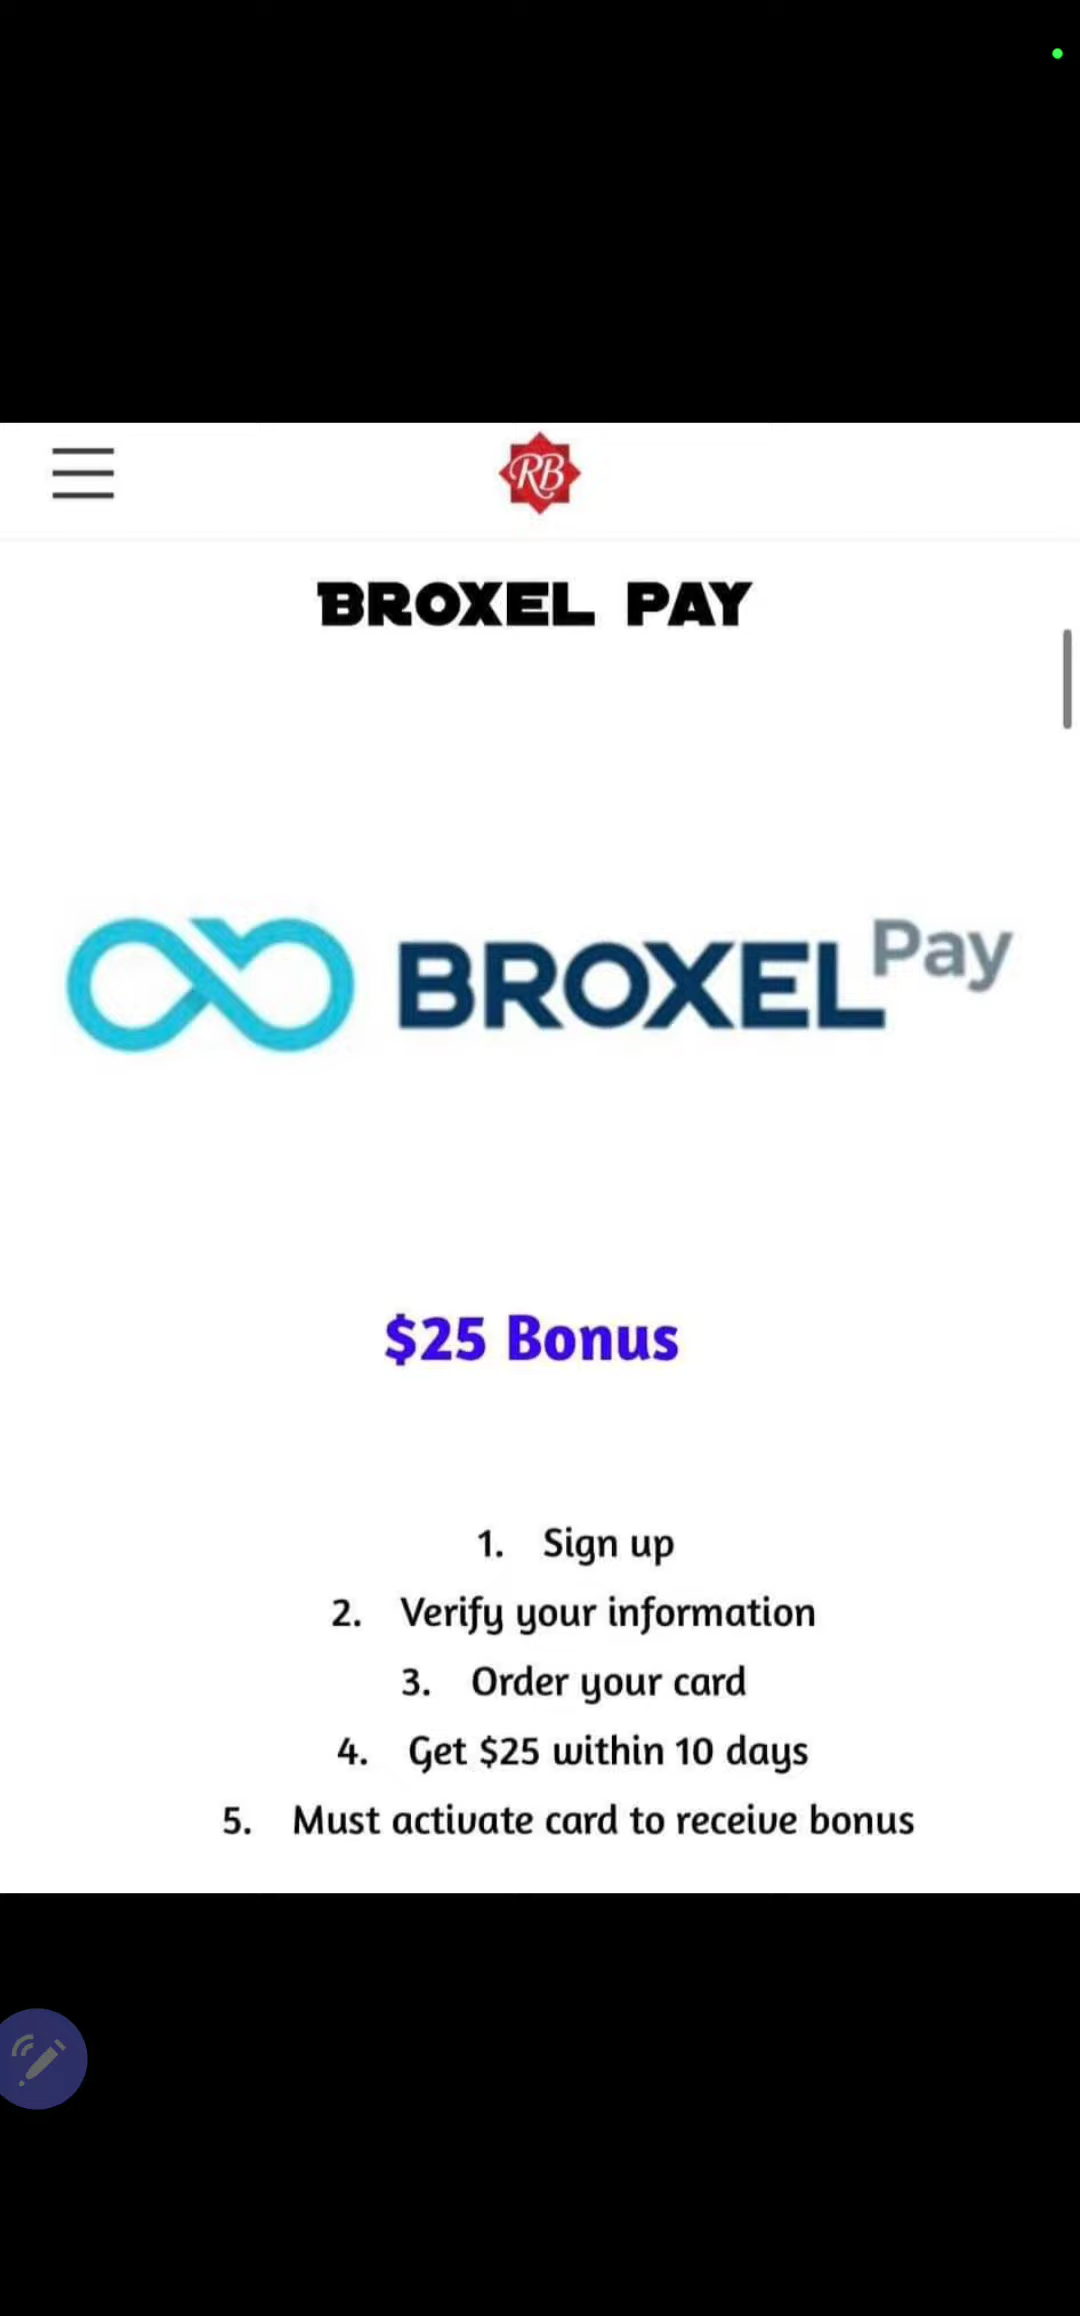 RB
BROXEL PAY
BROXEL Pay
$25 Bonus
1. Sign up
2. Verify your information
3. Order your card
4. Get $25 within 10 days
5. Must activate card to receive bonus